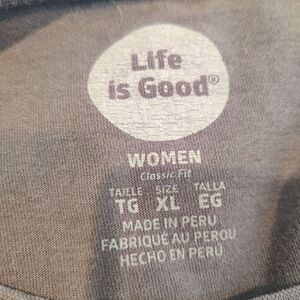 Life
is Good®
WOMEN
Classic Fit
TAILLE SIZE TALLA
TG XL EG
MADE IN PERU
FABRIQUÉ AU PEROU
HECHO EN PERÚ